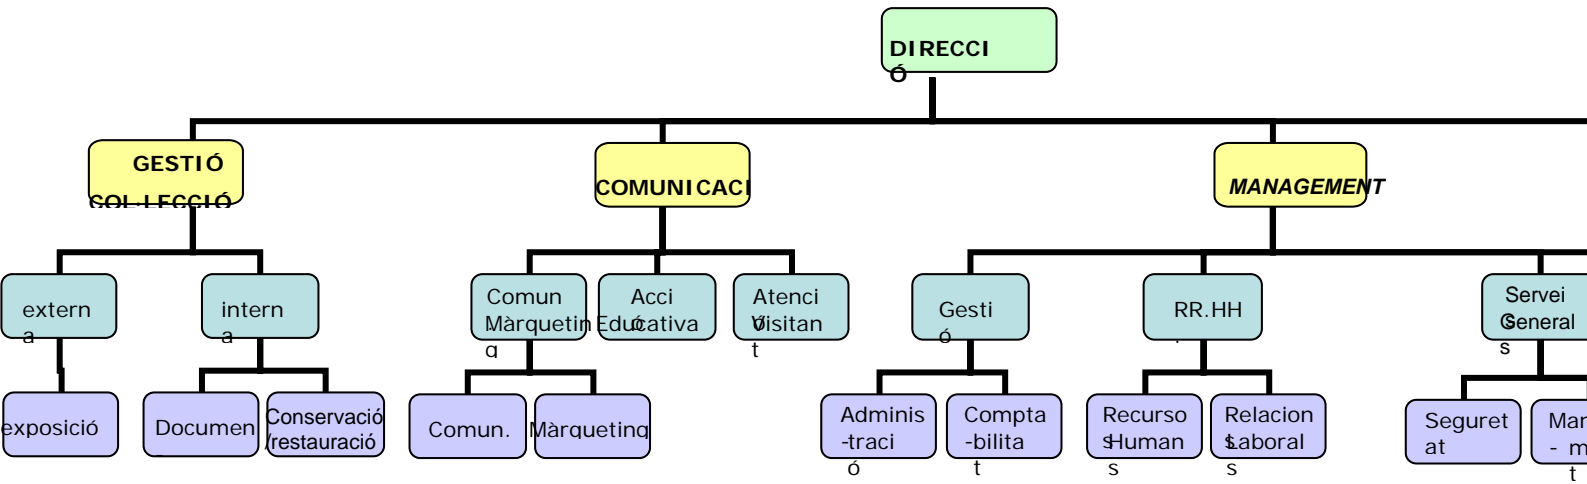 DIRECCI
Ó
GESTIÓ
COL·LECCIÓ
COMUNICACI
MANAGEMENT
extern
a
intern
a
Comun
.Màrquetin
g
Acci
ó
Educativa
Atenci
ó
Visitan
t
Gesti
ó
RR.HH
.
Servei
s
General
s
exposició
Documen
Conservació
/restauració
Comun.
Màrqueting
Adminis
-traci
ó
Compta
-bilita
t
Recurso
s
Human
s
Relacion
s
Laboral
s
Seguret
at
Man
- m
t